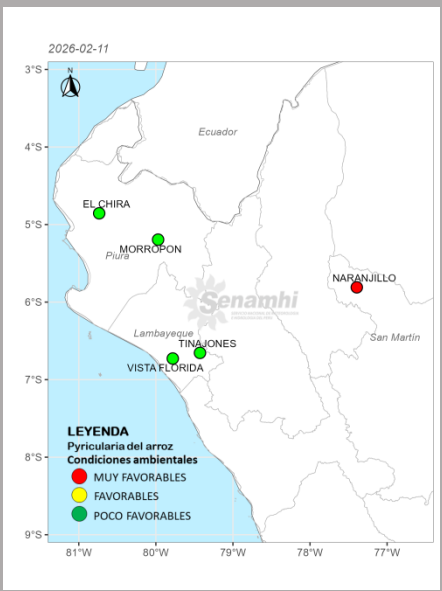 2026-02-11
3°S
N
Ecuador
4°S
EL CHIRA
5°S
MORROPON
Piura
NARANJILLO
6°S
Senamhi
Lambayeque
San Martín
TINAJONES
VISTA FLORIDA
7°S
LEYENDA
Pyricularia del arroz
Condiciones ambientales
MUY FAVORABLES
FAVORABLES
POCO FAVORABLES
8°S
9°S
81°W 80°W 79°W 78°W 77°W